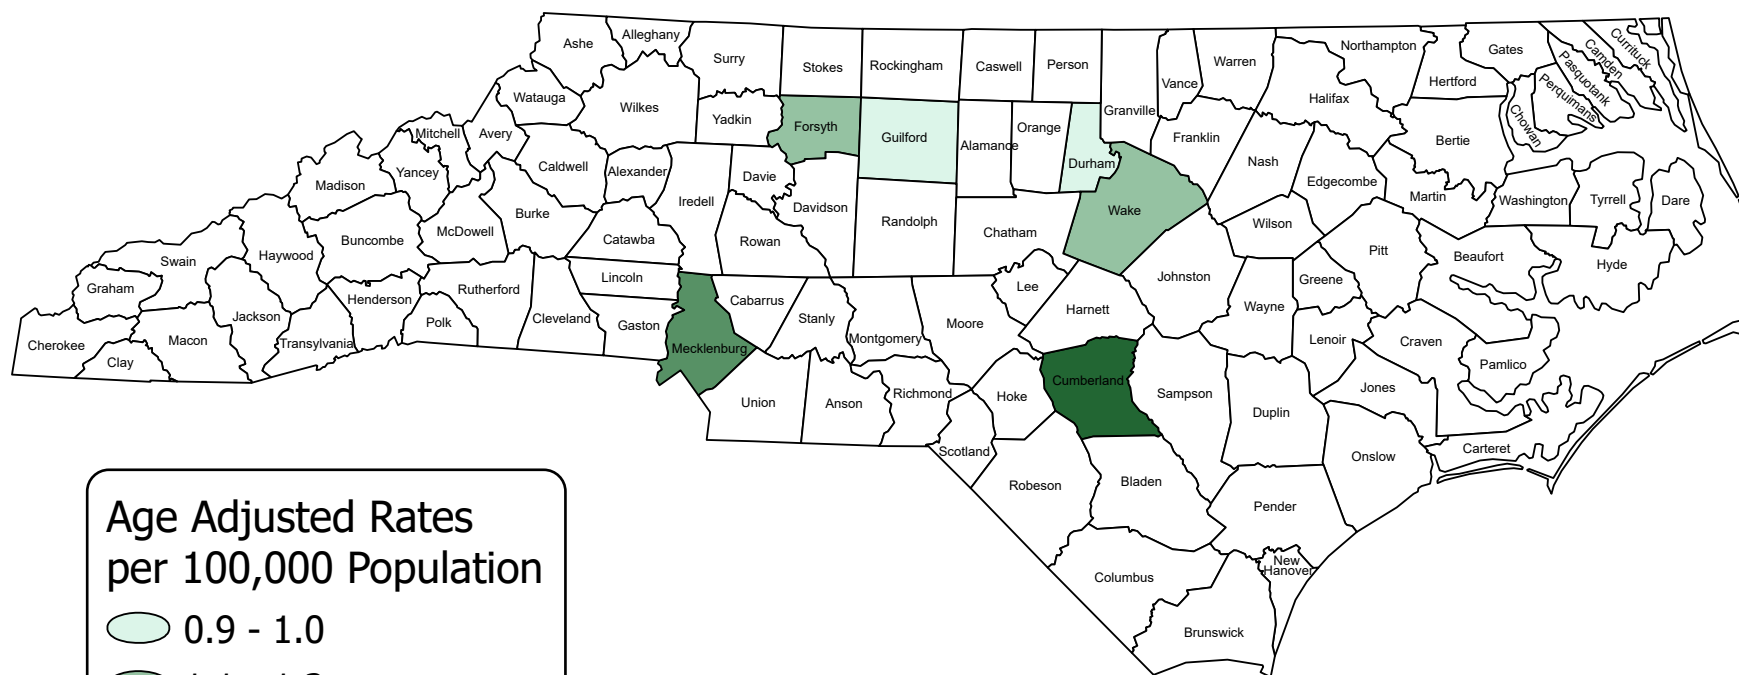 Alleghany
Ashe
Surry
Stokes
Rockingham
Caswell
Person
Vance
Warren
Northampton
Gates
Currituck
Camden
Pasquotank
Perquimans
Chowan
Hertford
Halifax
Granville
Watauga
Wilkes
Yadkin
Forsyth
Guilford
Alamance
Orange
Durham
Franklin
Bertie
Mitchell
Avery
Caldwell
Alexander
Iredell
Davie
Nash
Edgecombe
Martin
Washington
Tyrrell
Dare
Madison
Yancey
Burke
McDowell
Davidson
Randolph
Chatham
Wake
Wilson
Buncombe
Catawba
Rowan
Pitt
Beaufort
Hyde
Swain
Haywood
Graham
Lincoln
Johnston
Greene
Rutherford
Henderson
Cabarrus
Lee
Harnett
Wayne
Jackson
Polk
Cleveland
Gaston
Stanly
Montgomery
Moore
Lenoir
Craven
Pamlico
Cherokee
Macon
Clay
Transylvania
Mecklenburg
Cumberland
Sampson
Jones
Union
Anson
Richmond
Hoke
Duplin
Scotland
Onslow
Carteret
Robeson
Bladen
Pender
Columbus
New
Hanover
Brunswick
Age Adjusted Rates
per 100,000 Population
0.9 - 1.0